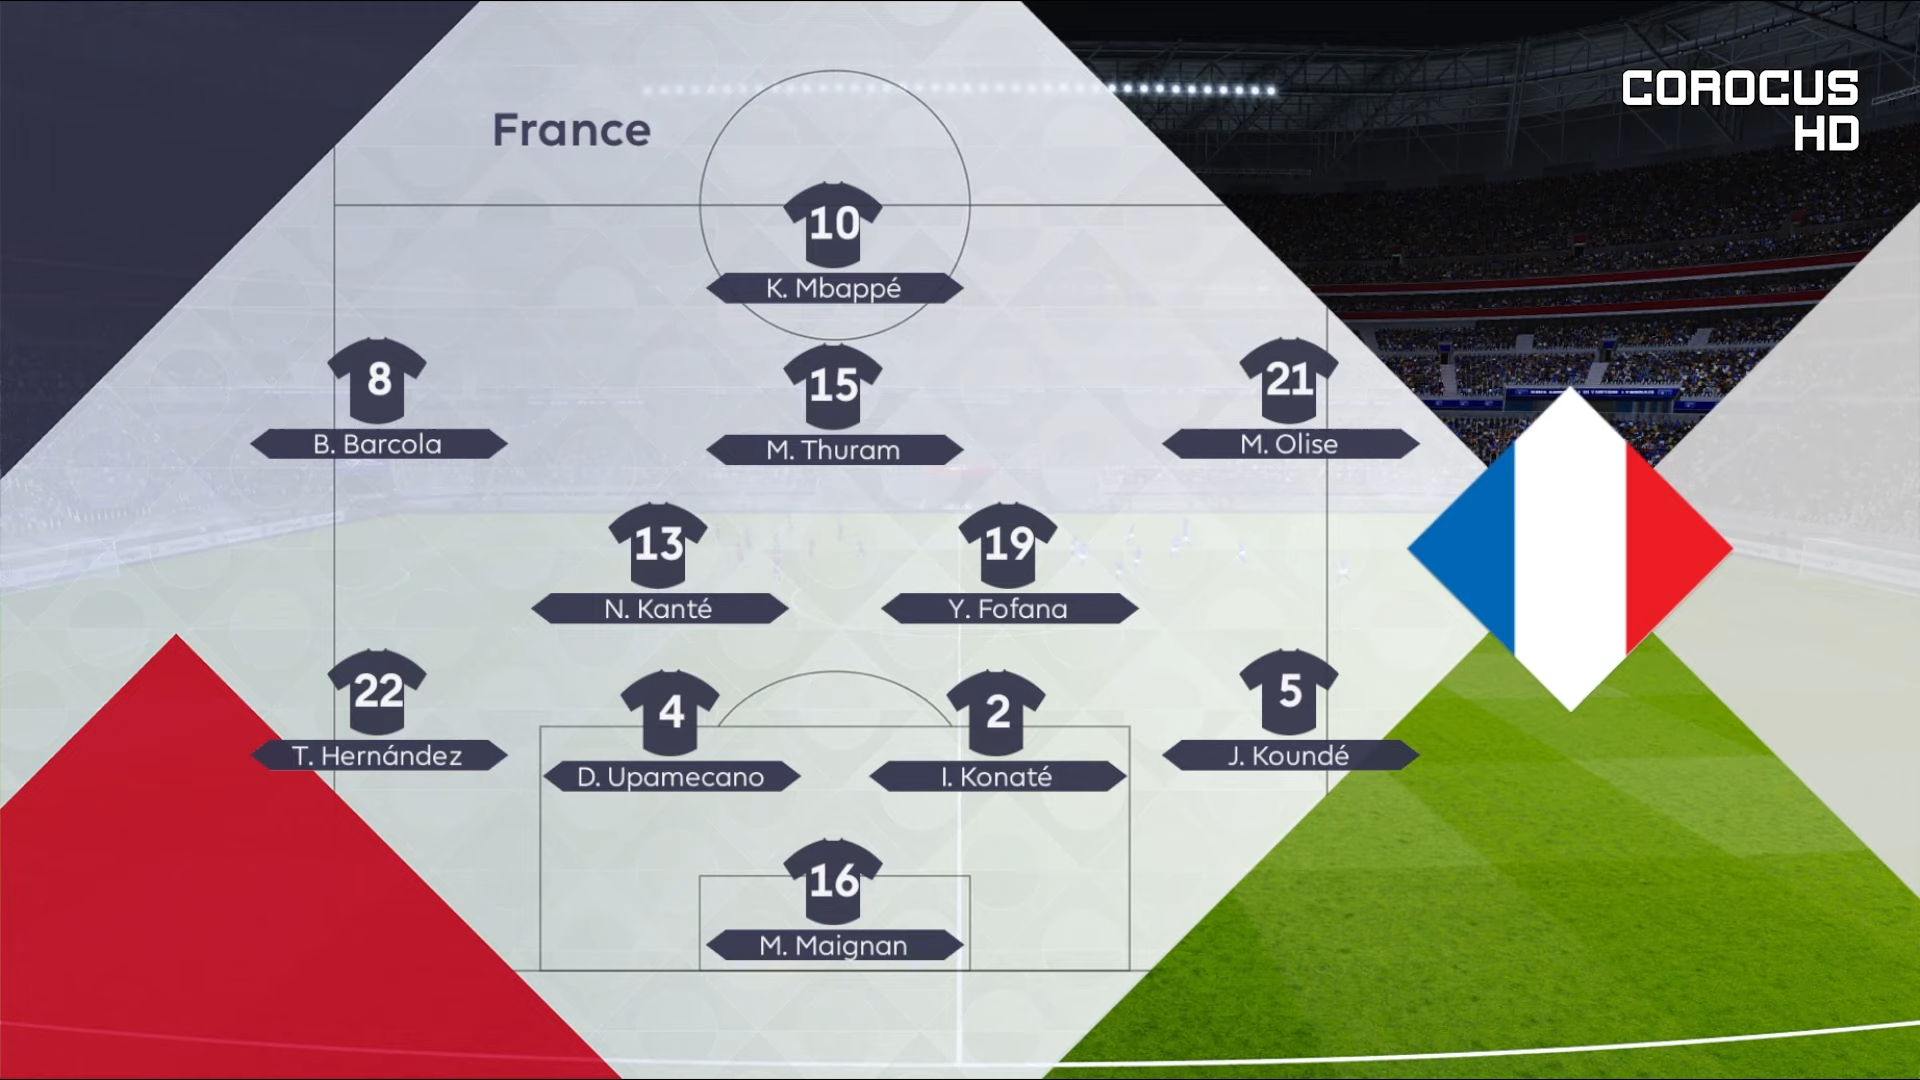 COROCUS
HD
France
10
K. Mbappé
8
B. Barcola
15
M. Thuram
21
M. Olise
13
N. Kanté
19
Y. Fofana
22
T. Hernández
4
D. Upamecano
2
I. Konaté
5
J. Koundé
16
M. Maignan